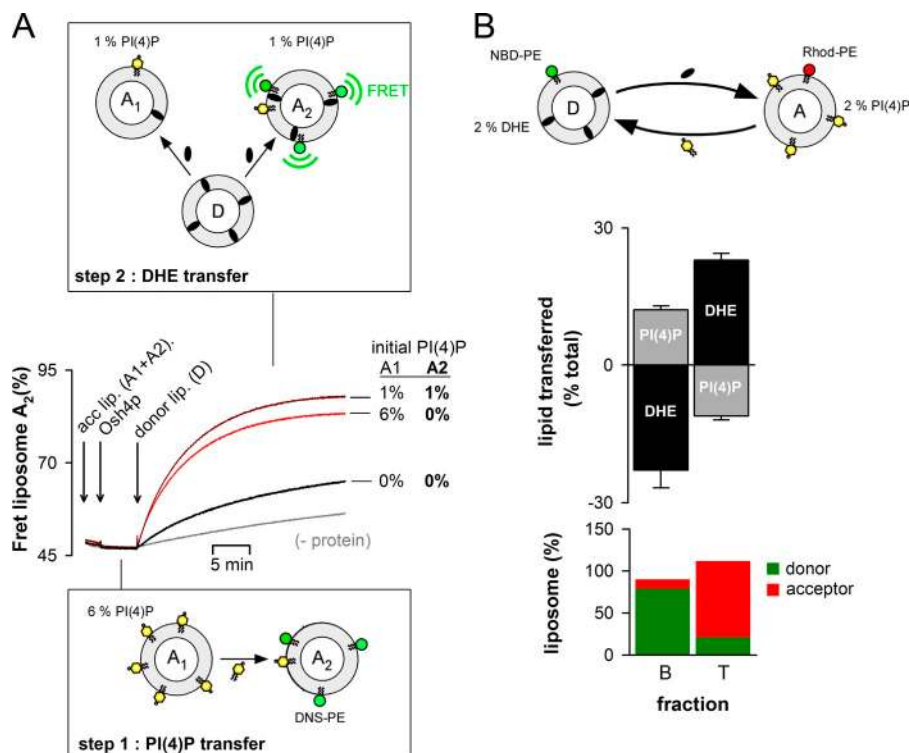 A
1 % PI(4)P
1 % PI(4)P
A1
A2
FRET
D
step 2 : DHE transfer
Fret liposome A2(%)
95
70
45
acc lip. (A1+A2).
Osh4p
donor lip. (D)
initial PI(4)P
A1 A2
1% 1%
6% 0%
0% 0%
(- protein)
5 min
6 % PI(4)P
A1
A2
DNS-PE
step 1 : PI(4)P transfer
B
NBD-PE
Rhod-PE
D
A
2 % DHE
2 % PI(4)P
lipid transferred
(% total)
30
0
-30
PI(4)P
DHE
DHE
PI(4)P
liposome (%)
150
100
50
0
donor
acceptor
B T
fraction